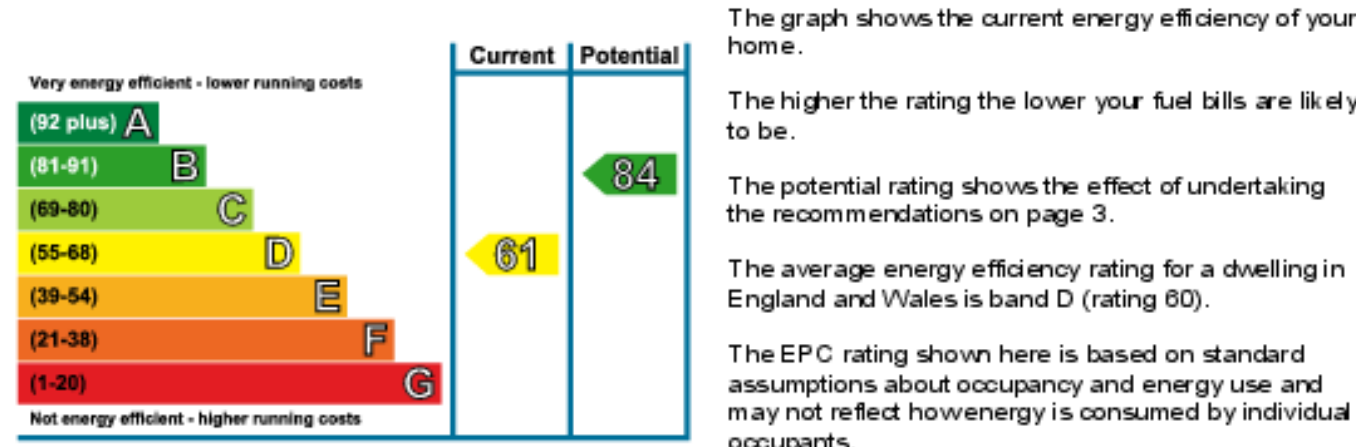 Current Potential
Very energy efficient - lower running costs
(92 plus) A
(81-91) B
84
(69-80) C
(55-68) D
61
(39-54) E
(21-38) F
(1-20) G
Not energy efficient - higher running costs
The graph shows the current energy efficiency of your
home.
The higher the rating the lower your fuel bills are likely
to be.
The potential rating shows the effect of undertaking
the recommendations on page 3.
The average energy efficiency rating for a dwelling in
England and Wales is band D (rating 60).
The EPC rating shown here is based on standard
assumptions about occupancy and energy use and
may not reflect how energy is consumed by individual
occupants.